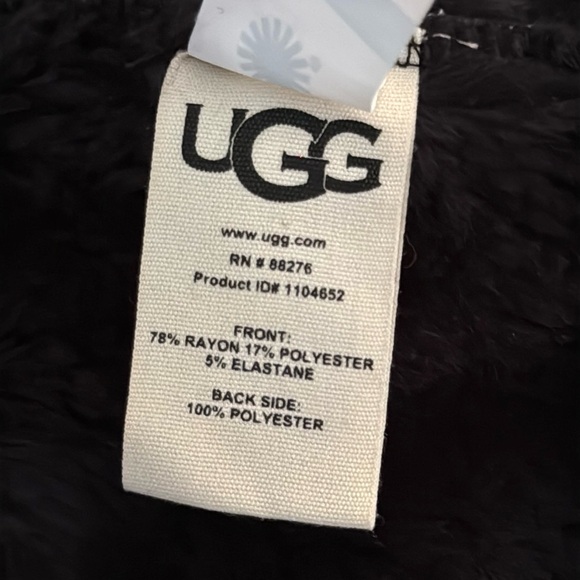 UGG
www.ugg.com
RN # 88276
Product ID# 1104652
FRONT:
78% RAYON 17% POLYESTER
5% ELASTANE
BACK SIDE:
100% POLYESTER